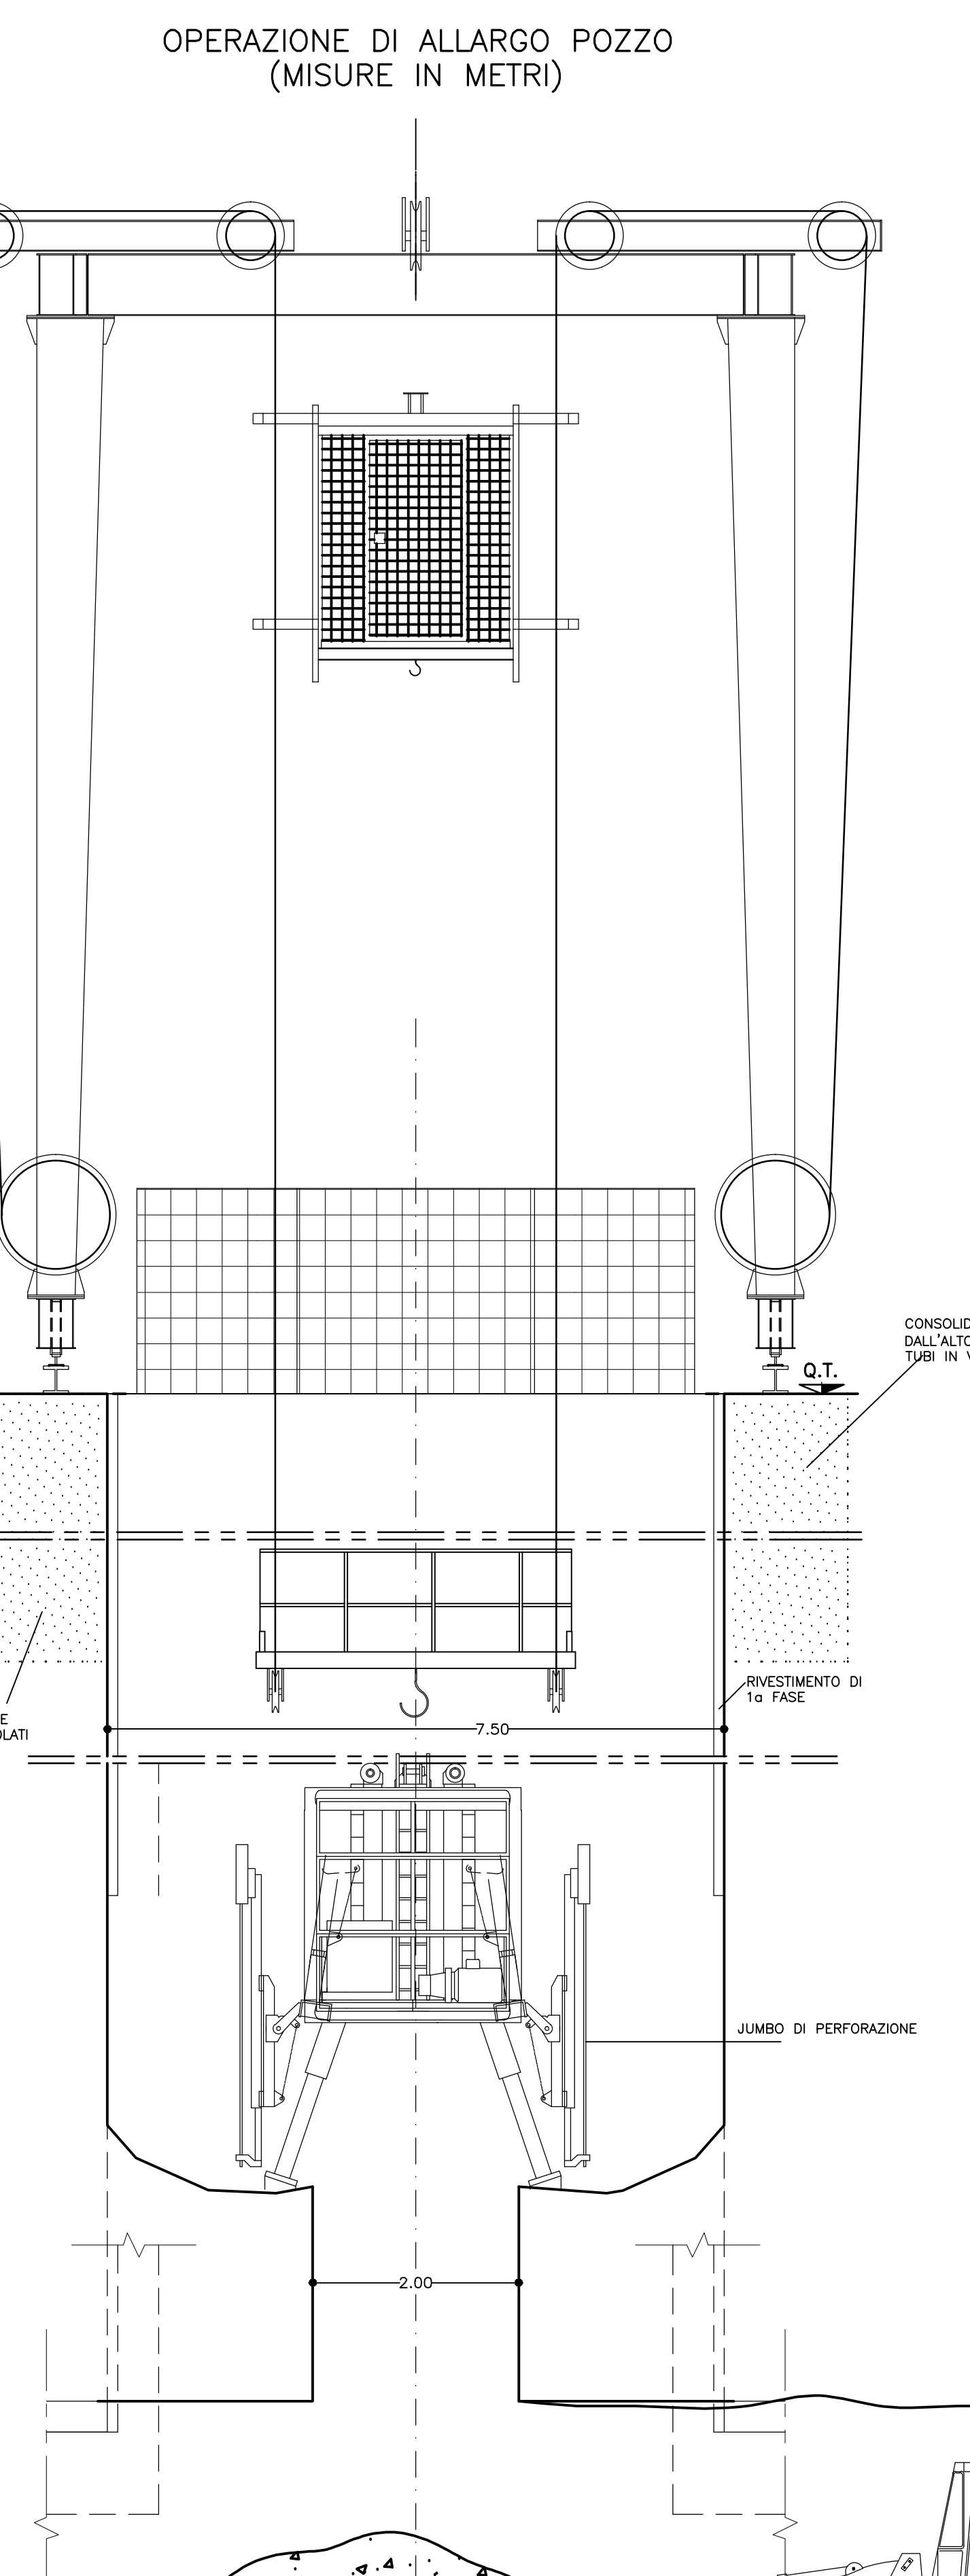 OPERAZIONE DI ALLARGO POZZO
(MISURE IN METRI)
CONSOLID
DALL'ALTO
TUBI IN V
Q.T.
RIVESTIMENTO DI
1a FASE
E
OLATI
7.50
JUMBO DI PERFORAZIONE
2.00